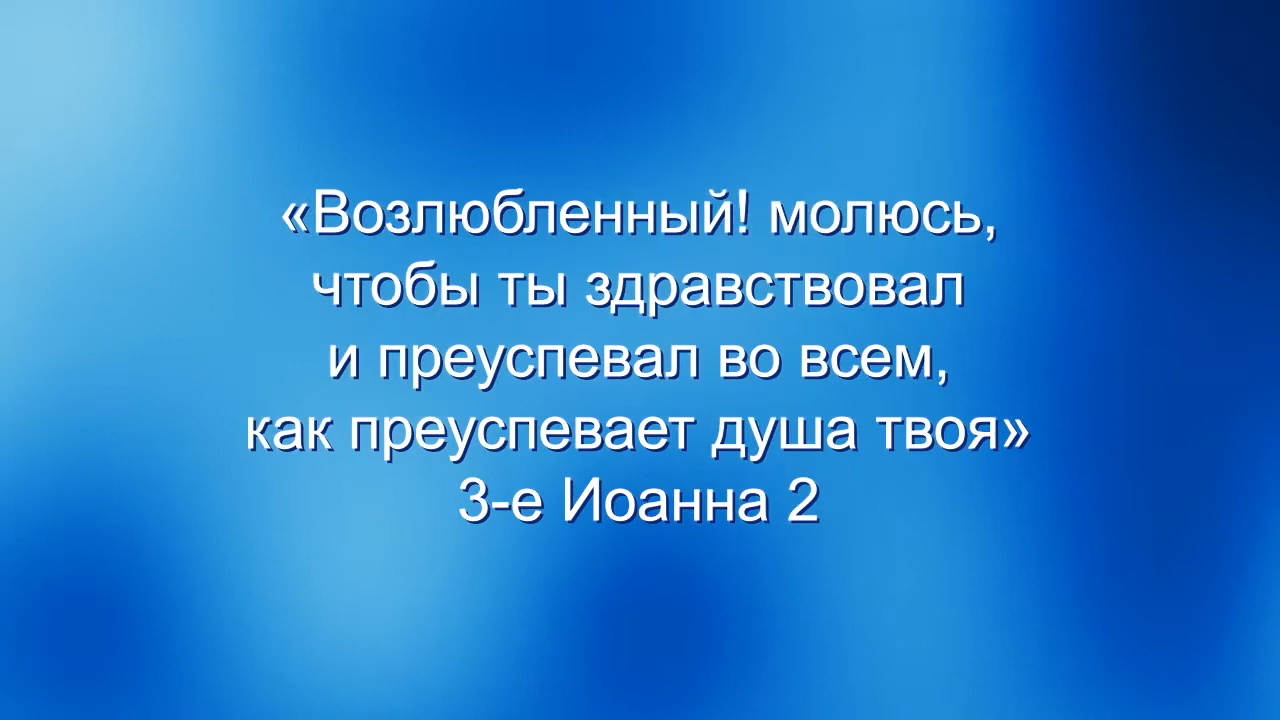 «Возлюбленный! молюсь,
чтобы ты здравствовал
и преуспевал во всем,
как преуспевает душа твоя»
3-е Иоанна 2